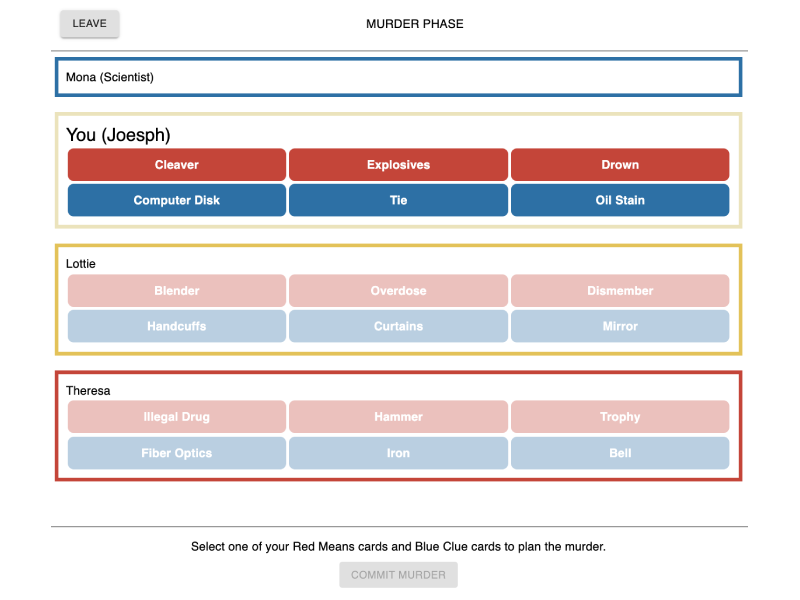 LEAVE
MURDER PHASE
Mona (Scientist)
You (Joesph)
Cleaver Explosives Drown
Computer Disk Tie Oil Stain
Lottie
Blender Overdose Dismember
Handcuffs Curtains Mirror
Theresa
Illegal Drug Hammer Trophy
Fiber Optics Iron Bell
Select one of your Red Means cards and Blue Clue cards to plan the murder.
COMMIT MURDER